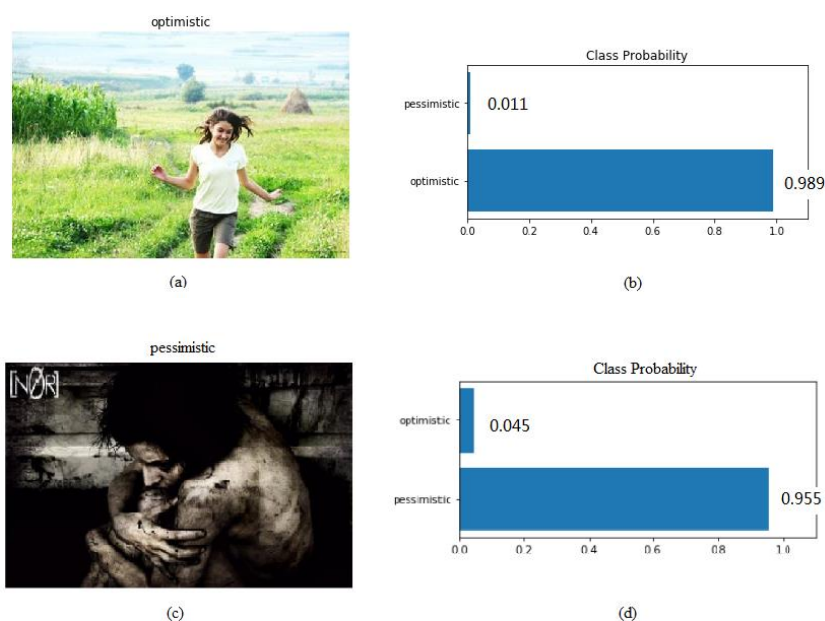 optimistic
(a)
Class Probability
pessimistic
0.011
optimistic
0.989
0.0 0.2 0.4 0.6 0.8 1.0
(b)
pessimistic
[NØR]
(c)
Class Probability
optimistic
0.045
pessimistic
0.955
0.0 0.2 0.4 0.6 0.8 1.0
(d)